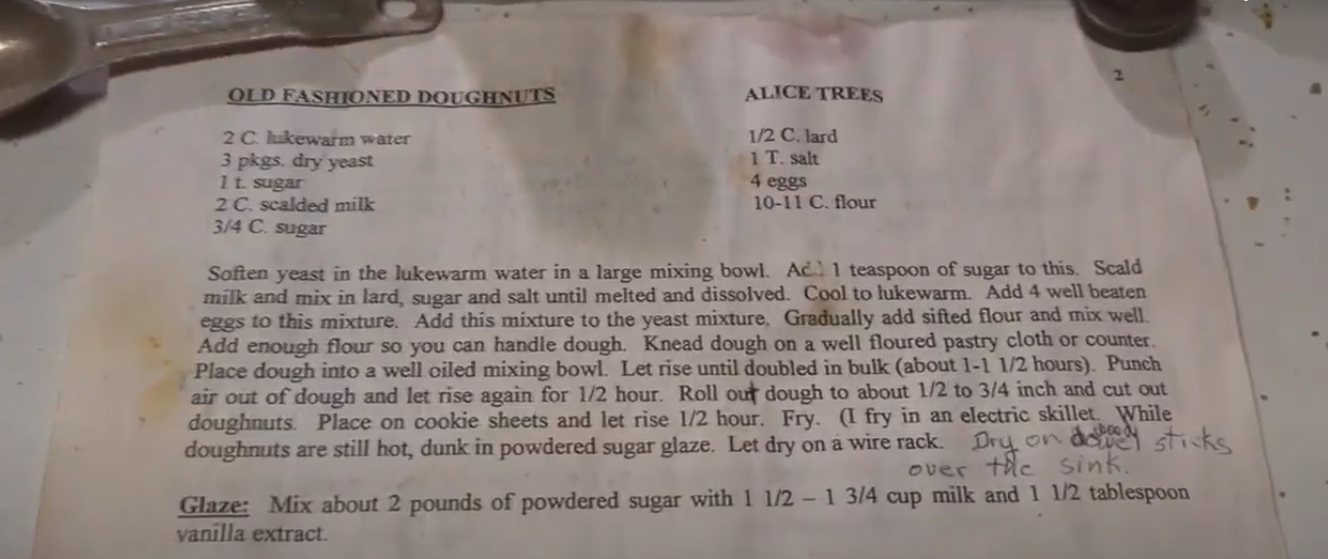 2
OLD FASHIONED DOUGHNUTS ALICE TREES
2 C. lukewarm water 1/2 C. lard
3 pkgs. dry yeast 1 T. salt
1 t. sugar 4 eggs
2 C. scalded milk 10-11 C. flour
3/4 C. sugar
Soften yeast in the lukewarm water in a large mixing bowl. Add 1 teaspoon of sugar to this. Scald
milk and mix in lard, sugar and salt until melted and dissolved. Cool to lukewarm. Add 4 well beaten
eggs to this mixture. Add this mixture to the yeast mixture. Gradually add sifted flour and mix well.
Add enough flour so you can handle dough. Knead dough on a well floured pastry cloth or counter.
Place dough into a well oiled mixing bowl. Let rise until doubled in bulk (about 1-1 1/2 hours). Punch
air out of dough and let rise again for 1/2 hour. Roll out dough to about 1/2 to 3/4 inch and cut out
doughnuts. Place on cookie sheets and let rise 1/2 hour. Fry. (I fry in an electric skillet. While
doughnuts are still hot, dunk in powdered sugar glaze. Let dry on a wire rack. Dry on dowel sticks
over the sink.
Glaze: Mix about 2 pounds of powdered sugar with 1 1/2 – 1 3/4 cup milk and 1 1/2 tablespoon
vanilla extract.